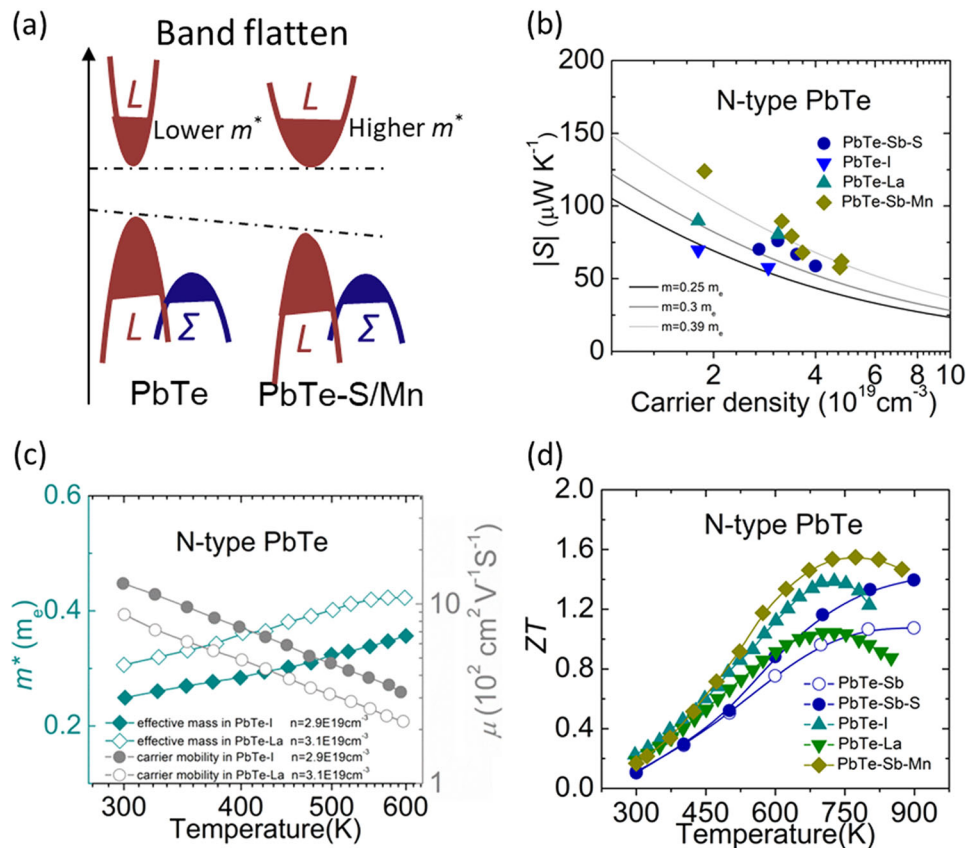 (a)
Band flatten
L
L
Lower m*
Higher m*
L
Σ
L
Σ
PbTe
PbTe-S/Mn
(b)
200
150
100
50
0
|S| (μW K⁻¹)
N-type PbTe
PbTe-Sb-S
PbTe-I
PbTe-La
PbTe-Sb-Mn
m=0.25 mₑ
m=0.3 mₑ
m=0.39 mₑ
2
4
6
8
10
Carrier density (10¹⁹cm⁻³)
(c)
0.6
0.4
0.2
m* (mₑ)
N-type PbTe
10
1
μ (10² cm² V⁻¹S⁻¹)
effective mass in PbTe-I n=2.9E19cm⁻³
effective mass in PbTe-La n=3.1E19cm⁻³
carrier mobility in PbTe-I n=2.9E19cm⁻³
carrier mobility in PbTe-La n=3.1E19cm⁻³
300
400
500
600
Temperature(K)
(d)
2.0
1.6
1.2
0.8
0.4
0.0
ZT
N-type PbTe
PbTe-Sb
PbTe-Sb-S
PbTe-I
PbTe-La
PbTe-Sb-Mn
300
450
600
750
900
Temperature(K)